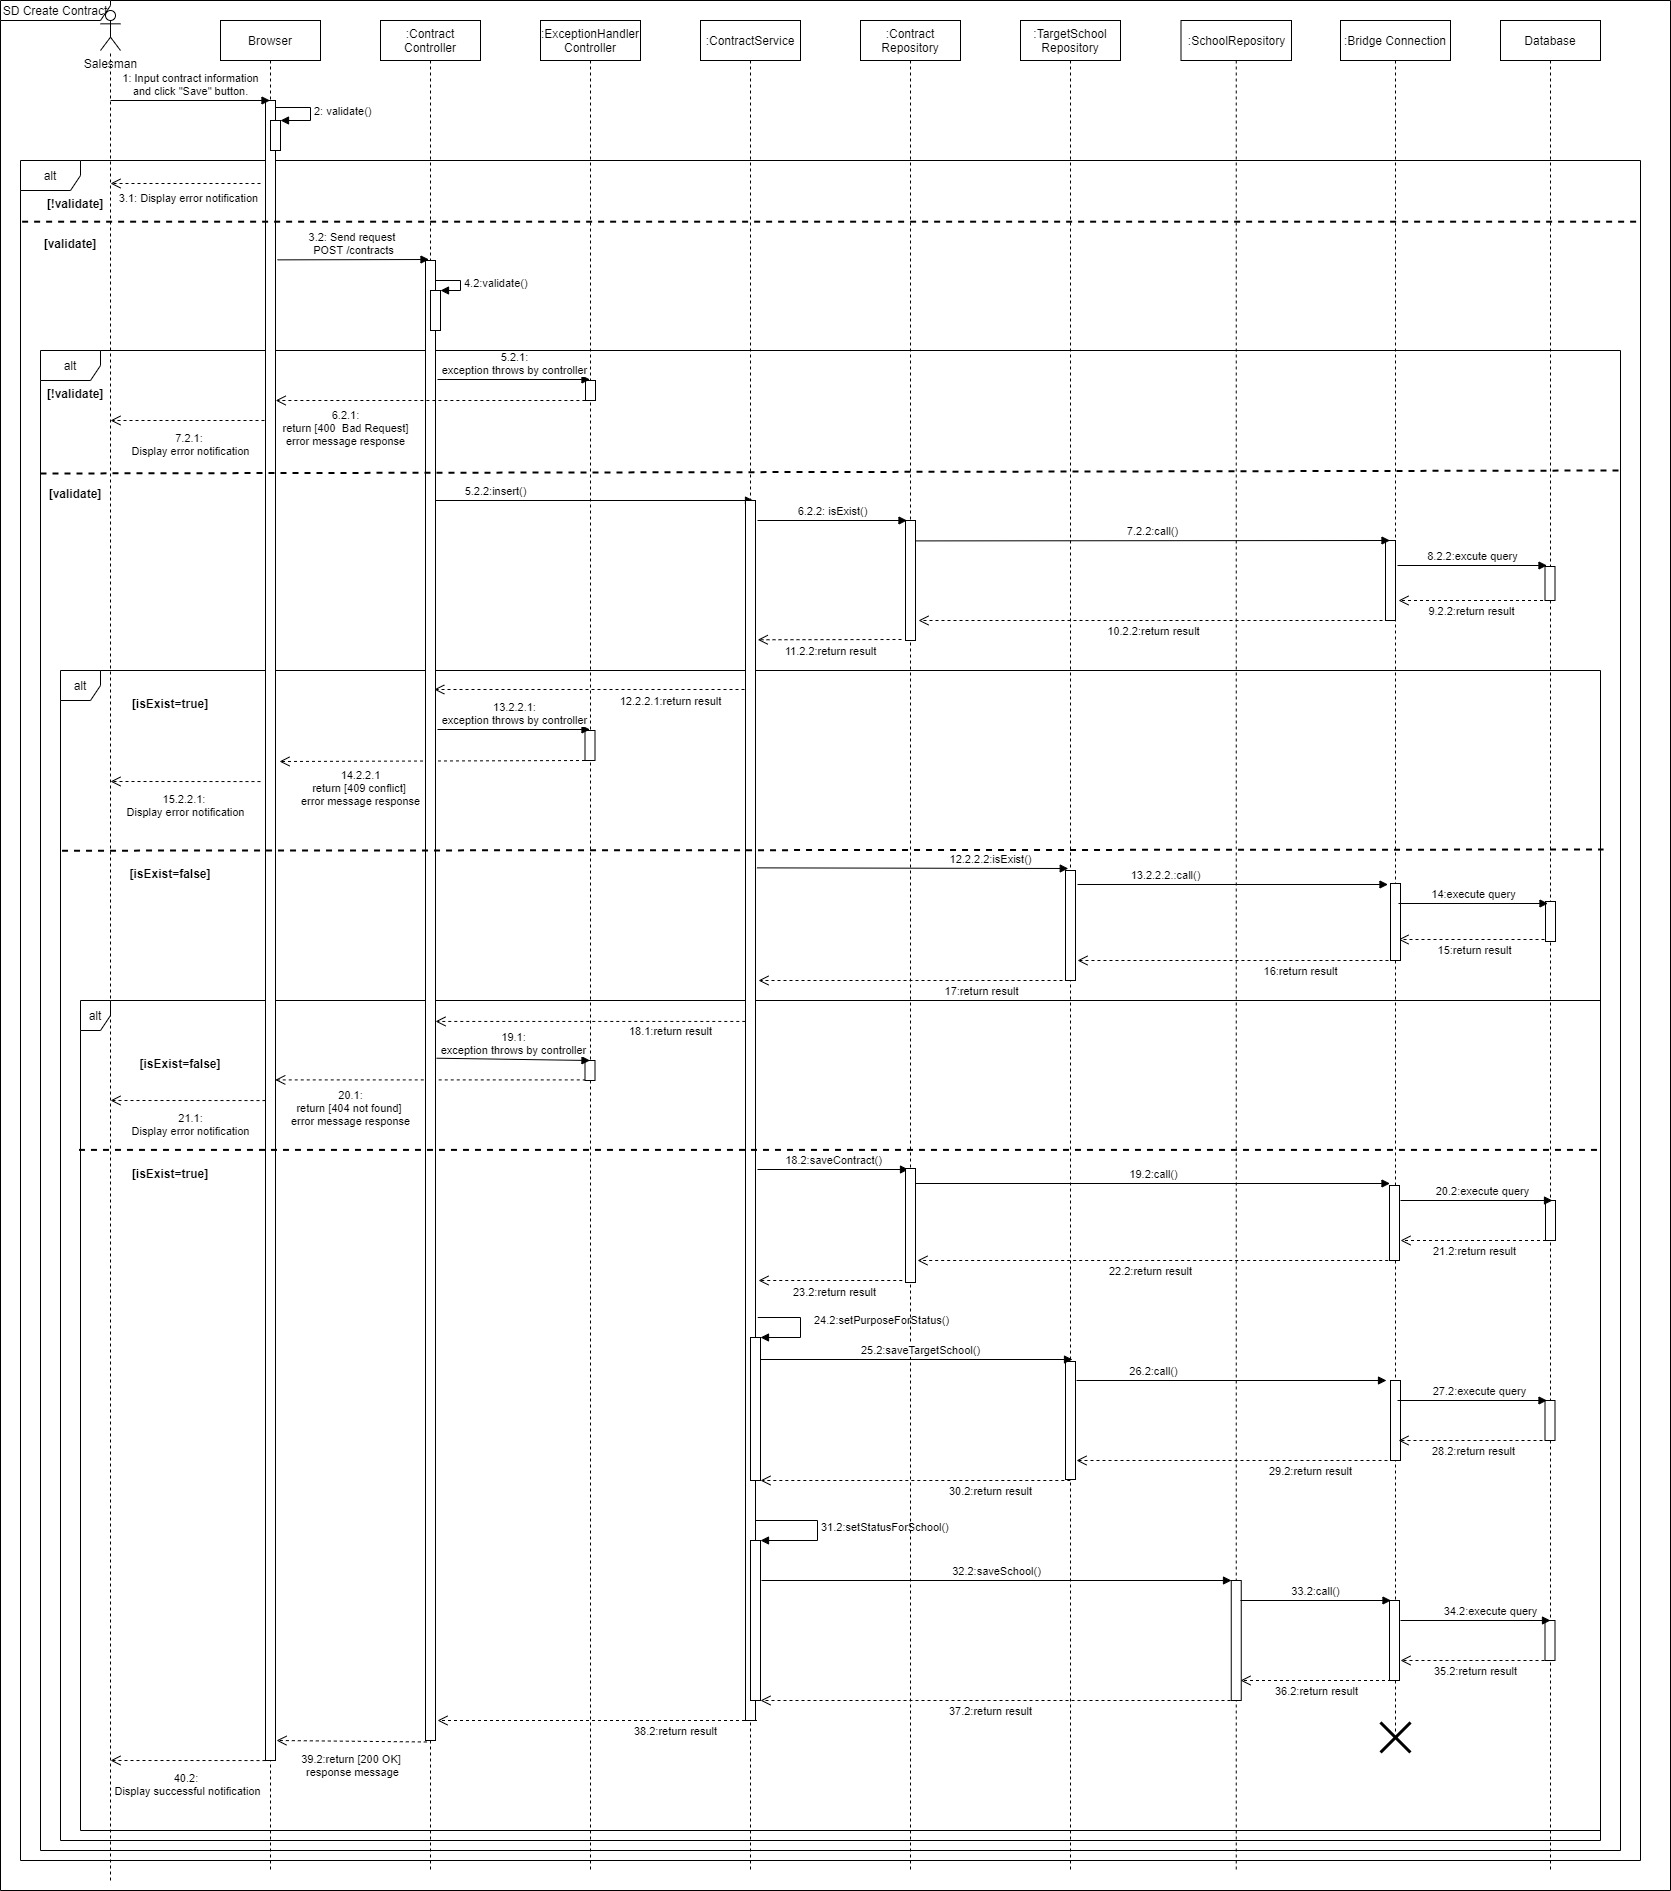 SD Create Contract
Salesman
Browser
:Contract
Controller
:ExceptionHandler
Controller
:ContractService
:Contract
Repository
:TargetSchool
Repository
:SchoolRepository
:Bridge Connection
Database
1: Input contract information
and click "Save" button.
2: validate()
alt
3.1: Display error notification
[!validate]
[validate]
3.2: Send request
POST /contracts
4.2:validate()
alt
5.2.1:
exception throws by controller
[!validate]
6.2.1:
return [400  Bad Request]
error message response
7.2.1:
Display error notification
[validate]
5.2.2:insert()
6.2.2: isExist()
7.2.2:call()
8.2.2:excute query
9.2.2:return result
10.2.2:return result
11.2.2:return result
alt
[isExist=true]
12.2.2.1:return result
13.2.2.1:
exception throws by controller
14.2.2.1
return [409 conflict]
error message response
15.2.2.1:
Display error notification
[isExist=false]
12.2.2.2:isExist()
13.2.2.2.:call()
14:execute query
15:return result
16:return result
17:return result
alt
18.1:return result
19.1:
exception throws by controller
[isExist=false]
20.1:
return [404 not found]
error message response
21.1:
Display error notification
[isExist=true]
18.2:saveContract()
19.2:call()
20.2:execute query
21.2:return result
22.2:return result
23.2:return result
24.2:setPurposeForStatus()
25.2:saveTargetSchool()
26.2:call()
27.2:execute query
28.2:return result
29.2:return result
30.2:return result
31.2:setStatusForSchool()
32.2:saveSchool()
33.2:call()
34.2:execute query
35.2:return result
36.2:return result
37.2:return result
38.2:return result
39.2:return [200 OK]
response message
40.2:
Display successful notification